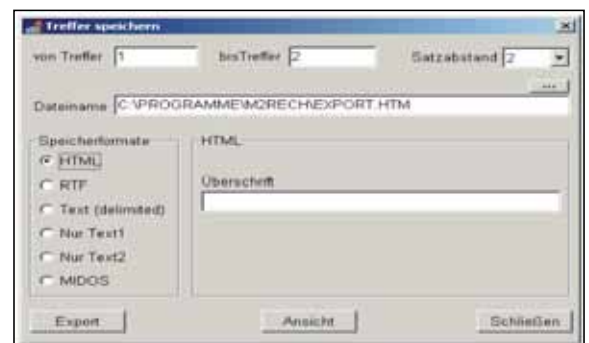 Treffer speichern
von Treffer 1 bisTreffer 2 Satzabstand 2
...
Dateiname C:\PROGRAMME\M2RECH\EXPORT.HTM
Speicherformate HTML
HTML
RTF Überschrift
Text (delimited)
Nur Text1
Nur Text2
MIDOS
Export Ansicht Schließen